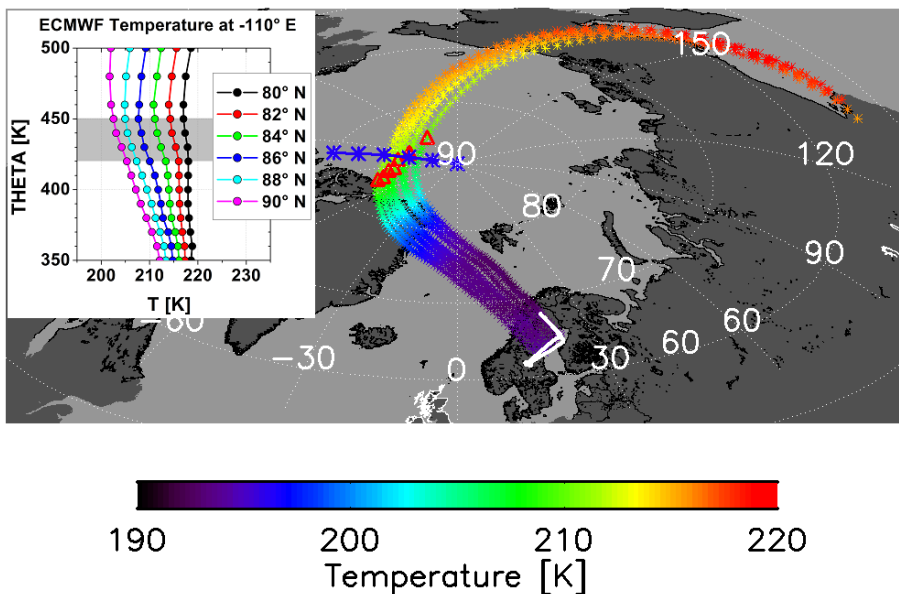 ECMWF Temperature at -110° E
500
450
400
350
THETA [K]
200
210
220
230
T [K]
80° N
82° N
84° N
86° N
88° N
90° N
150
120
90
90
80
70
60
60
30
0
-30
-60
190
200
210
220
Temperature [K]